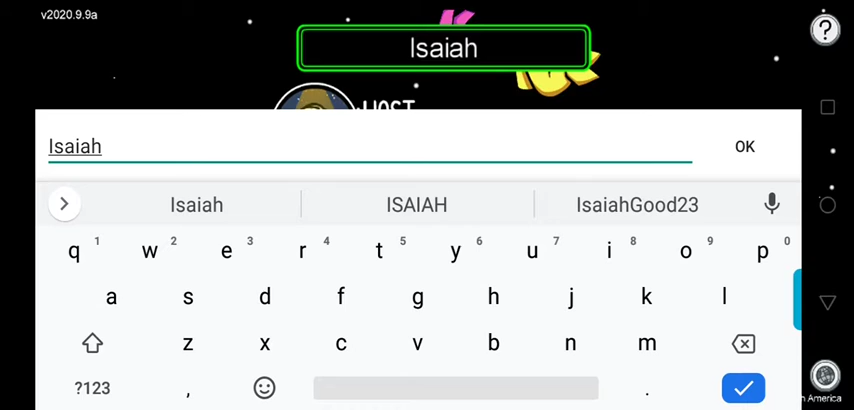 v2020.9.9a
Isaiah
?
HOST
Isaiah OK
Isaiah ISAIAH IsaiahGood23
q 1 w 2 e 3 r 4 t 5 y 6 u 7 i 8 o 9 p 0
a s d f g h j k l
z x c v b n m
?123 , .
America